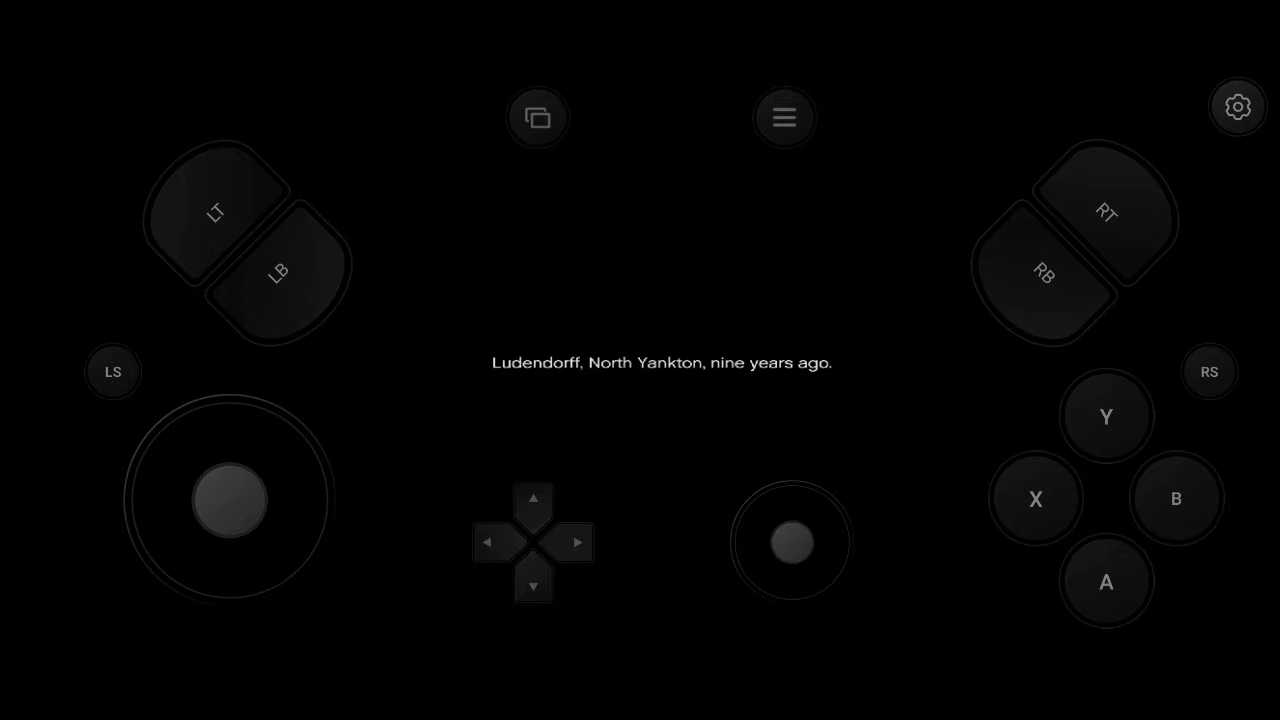 LT
RT
LB
RB
Ludendorff, North Yankton, nine years ago.
LS
RS
Y
X
B
A